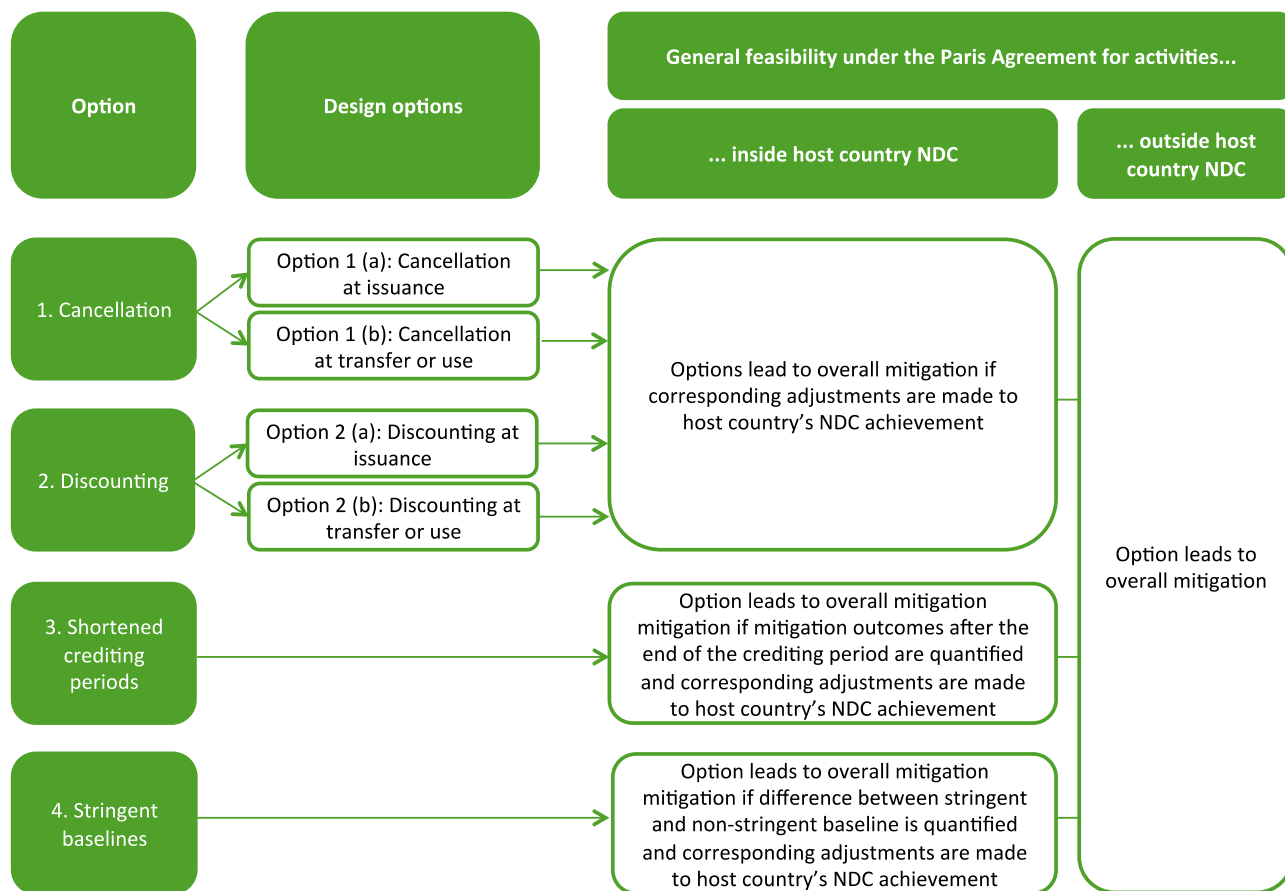 Option
Design options
General feasibility under the Paris Agreement for activities...
... inside host country NDC
... outside host
country NDC
1. Cancellation
Option 1 (a): Cancellation
at issuance
Option 1 (b): Cancellation
at transfer or use
Options lead to overall mitigation if
corresponding adjustments are made to
host country’s NDC achievement
2. Discounting
Option 2 (a): Discounting at
issuance
Option 2 (b): Discounting at
transfer or use
Option leads to
overall mitigation
3. Shortened
crediting
periods
Option leads to overall mitigation
mitigation if mitigation outcomes after the
end of the crediting period are quantified
and corresponding adjustments are made
to host country’s NDC achievement
4. Stringent
baselines
Option leads to overall mitigation
mitigation if difference between stringent
and non-stringent baseline is quantified
and corresponding adjustments are made
to host country’s NDC achievement